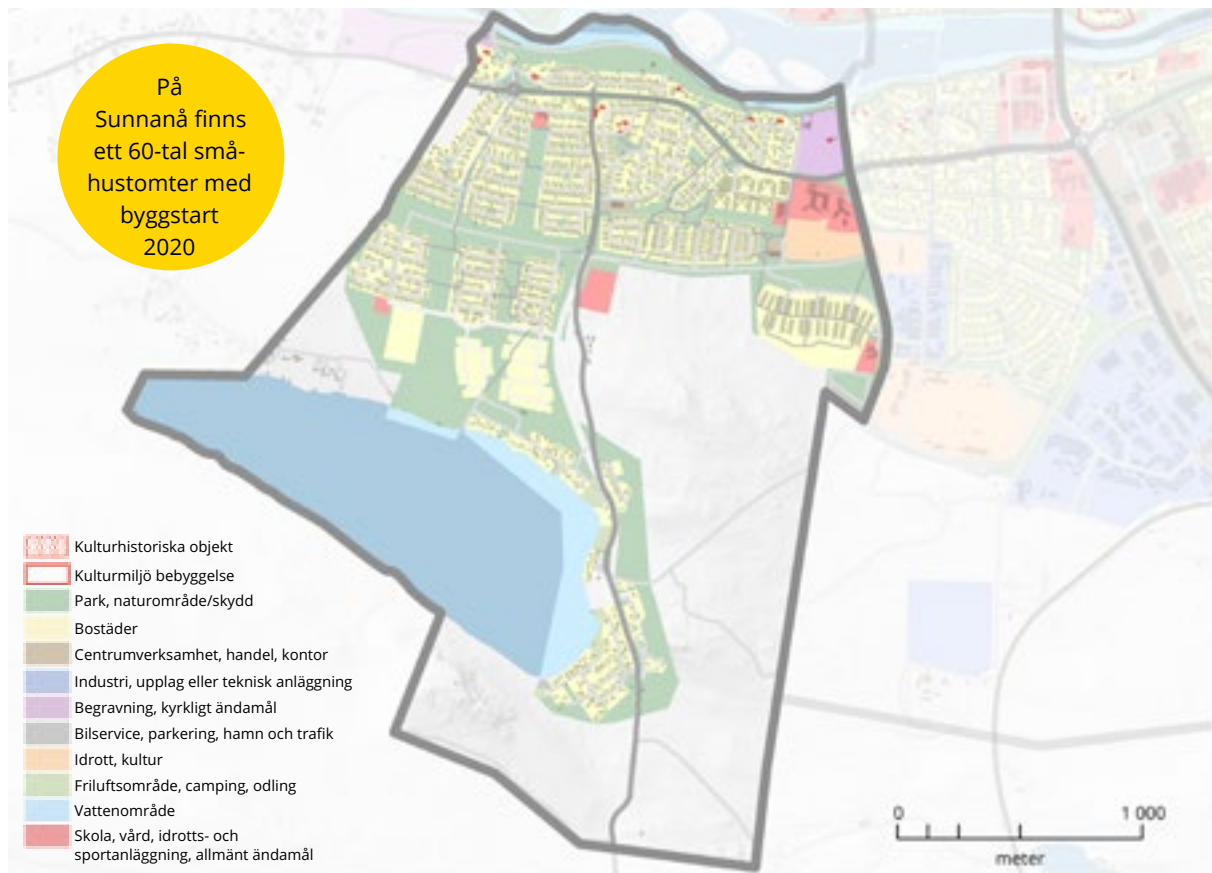 På
Sunnanå finns
ett 60-tal små-
hustomter med
byggstart
2020
Kulturhistoriska objekt
Kulturmiljö bebyggelse
Park, naturområde/skydd
Bostäder
Centrumverksamhet, handel, kontor
Industri, upplag eller teknisk anläggning
Begravning, kyrkligt ändamål
Bilservice, parkering, hamn och trafik
Idrott, kultur
Friluftsområde, camping, odling
Vattenområde
Skola, vård, idrotts- och
sportanläggning, allmänt ändamål
0 1 000
meter